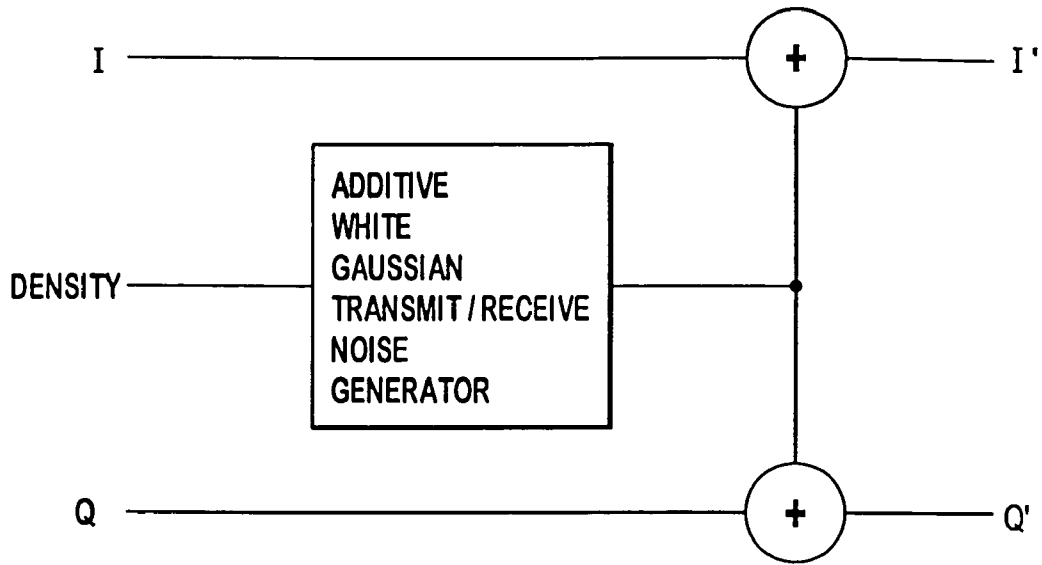 I
+
I'
ADDITIVE
WHITE
GAUSSIAN
DENSITY
TRANSMIT / RECEIVE
NOISE
GENERATOR
Q
+
Q'